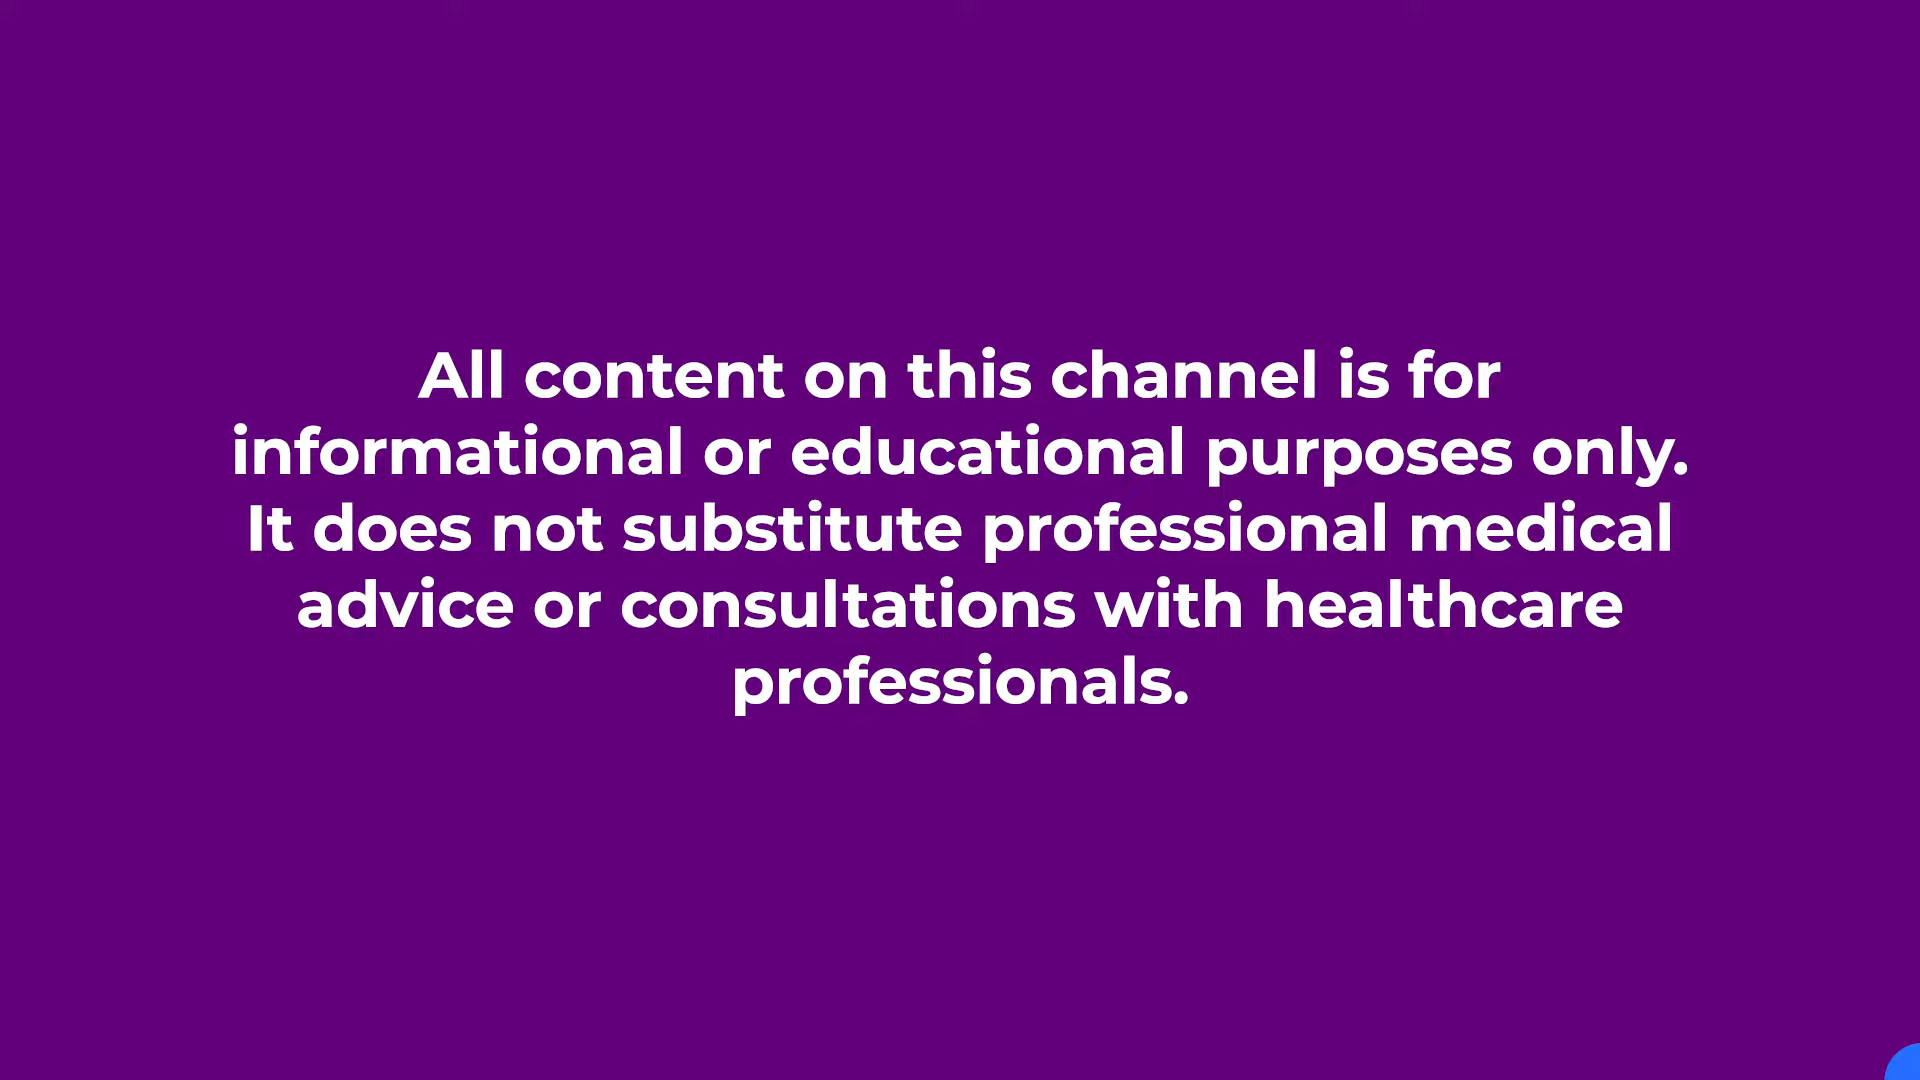 All content on this channel is for
informational or educational purposes only.
It does not substitute professional medical
advice or consultations with healthcare
professionals.